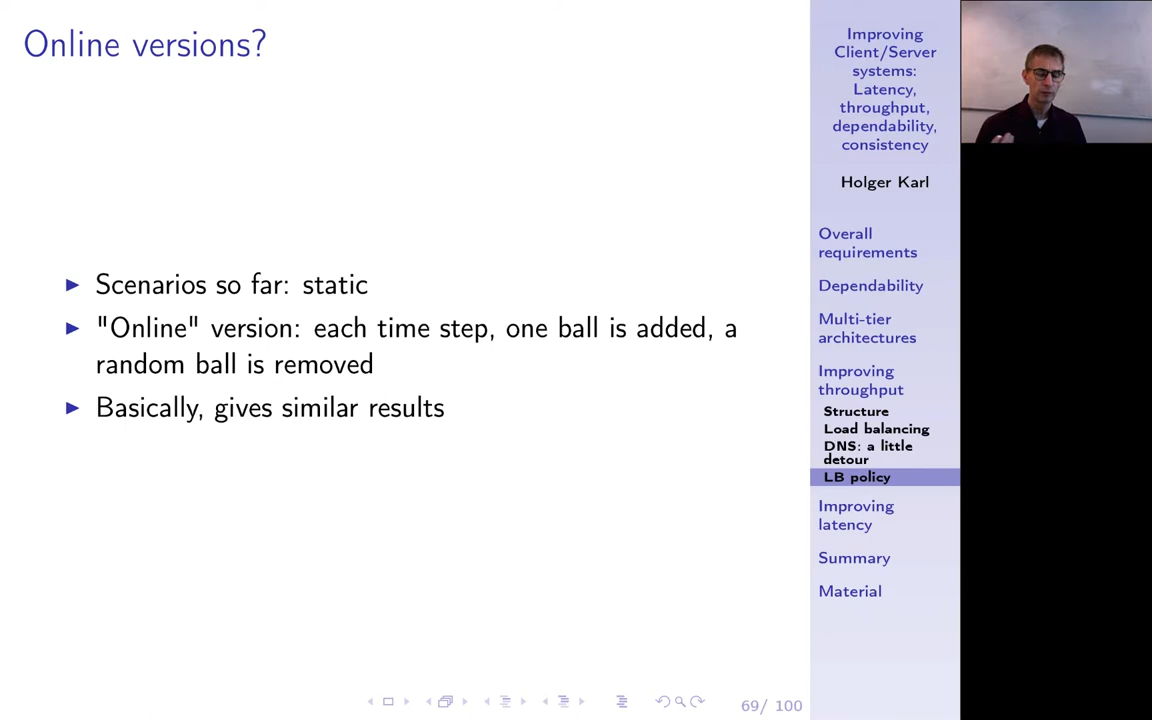 Online versions?
Scenarios so far: static
"Online" version: each time step, one ball is added, a
random ball is removed
Basically, gives similar results
Improving
Client/Server
systems:
Latency,
throughput,
dependability,
consistency
Holger Karl
Overall
requirements
Dependability
Multi-tier
architectures
Improving
throughput
Structure
Load balancing
DNS: a little
detour
LB policy
Improving
latency
Summary
Material
69/ 100